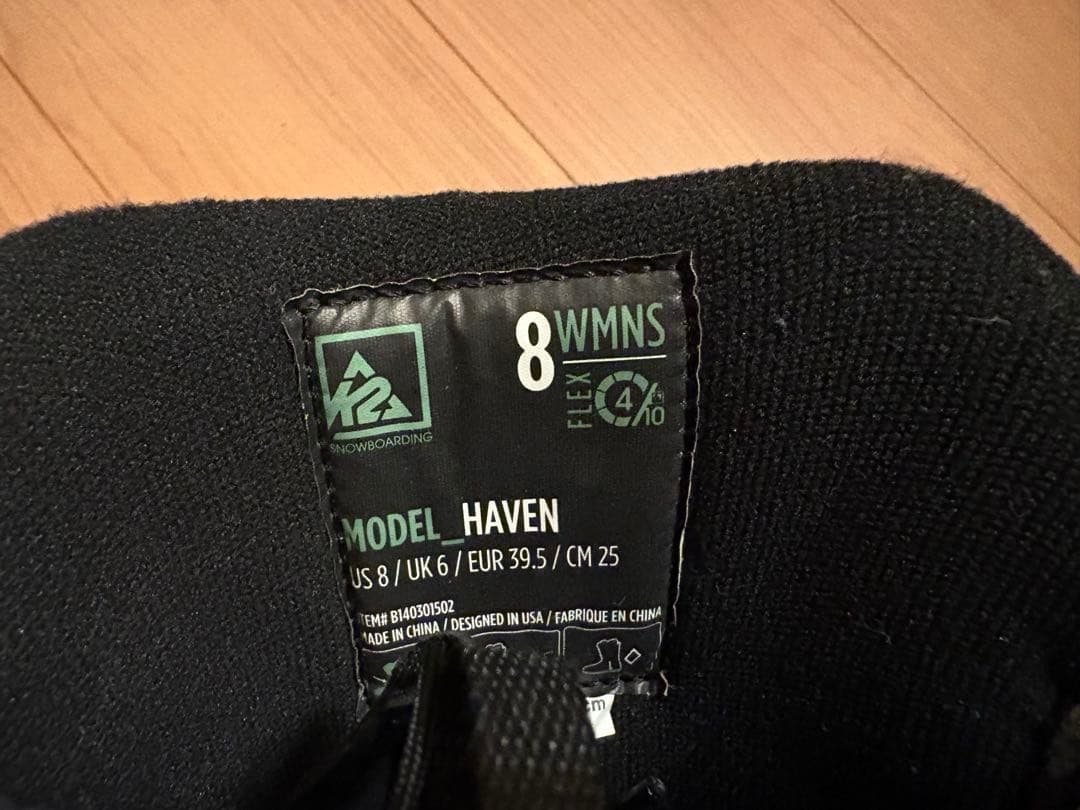 K2
SNOWBOARDING
8 WMNS
FLEX 4/10
MODEL_HAVEN
US 8 / UK 6 / EUR 39.5 / CM 25
ITEM# B140301502
MADE IN CHINA / DESIGNED IN USA / FABRIQUE EN CHINA
cm